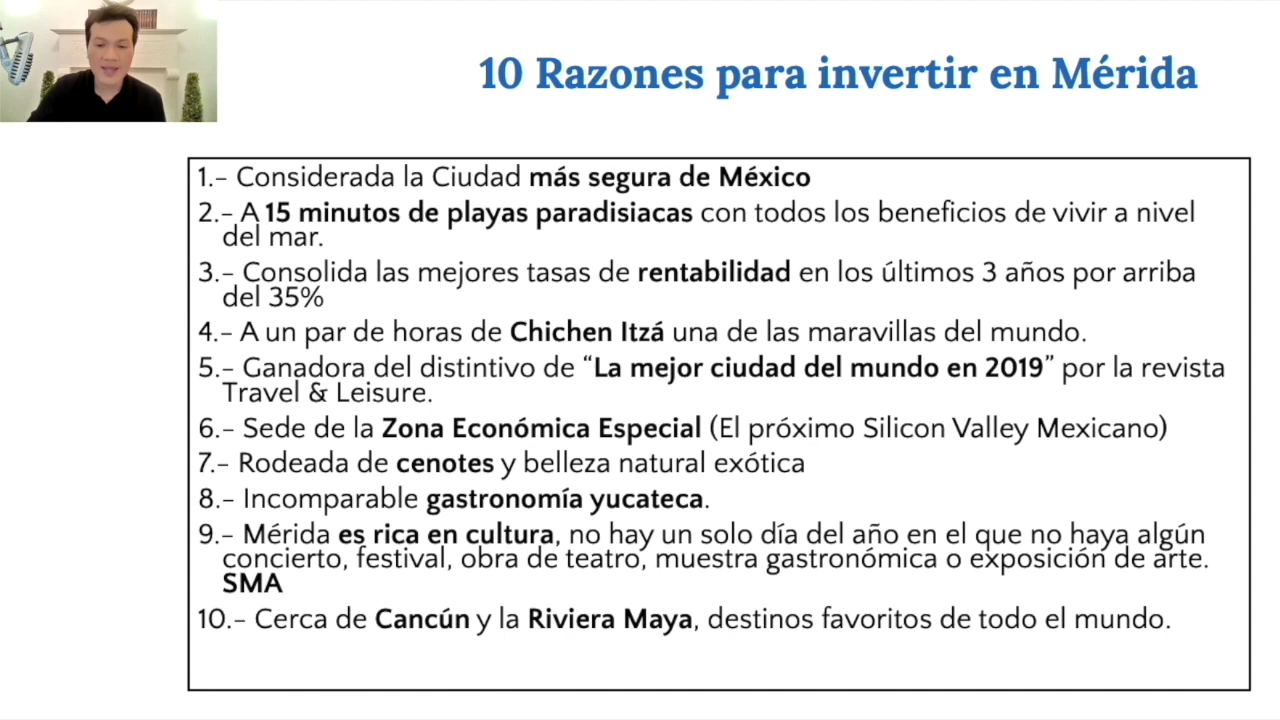 10 Razones para invertir en Mérida
1.- Considerada la Ciudad más segura de México
2.- A 15 minutos de playas paradisiacas con todos los beneficios de vivir a nivel
del mar.
3.- Consolida las mejores tasas de rentabilidad en los últimos 3 años por arriba
del 35%
4.- A un par de horas de Chichen Itzá una de las maravillas del mundo.
5.- Ganadora del distintivo de “La mejor ciudad del mundo en 2019” por la revista
Travel & Leisure.
6.- Sede de la Zona Económica Especial (El próximo Silicon Valley Mexicano)
7.- Rodeada de cenotes y belleza natural exótica
8.- Incomparable gastronomía yucateca.
9.- Mérida es rica en cultura, no hay un solo día del año en el que no haya algún
concierto, festival, obra de teatro, muestra gastronómica o exposición de arte.
SMA
10.- Cerca de Cancún y la Riviera Maya, destinos favoritos de todo el mundo.